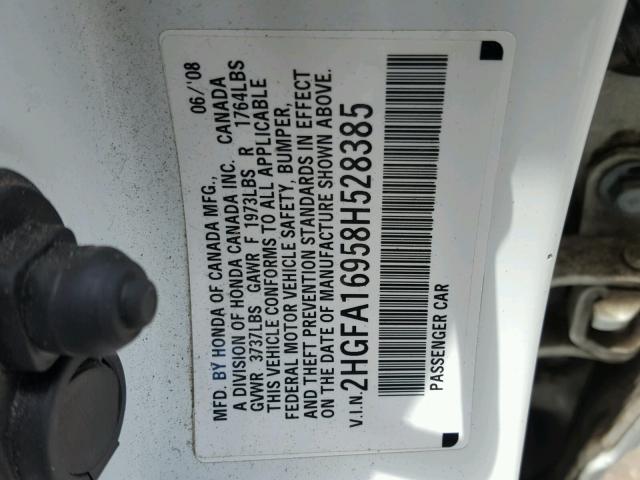 MFD. BY HONDA OF CANADA MFG., 06/'08
A DIVISION OF HONDA CANADA INC. CANADA
GVWR 3737LBS GAWR F 1973LBS R 1764LBS
THIS VEHICLE CONFORMS TO ALL APPLICABLE
FEDERAL MOTOR VEHICLE SAFETY, BUMPER,
AND THEFT PREVENTION STANDARDS IN EFFECT
ON THE DATE OF MANUFACTURE SHOWN ABOVE.
V.I.N. 2HGFA16958H528385
PASSENGER CAR